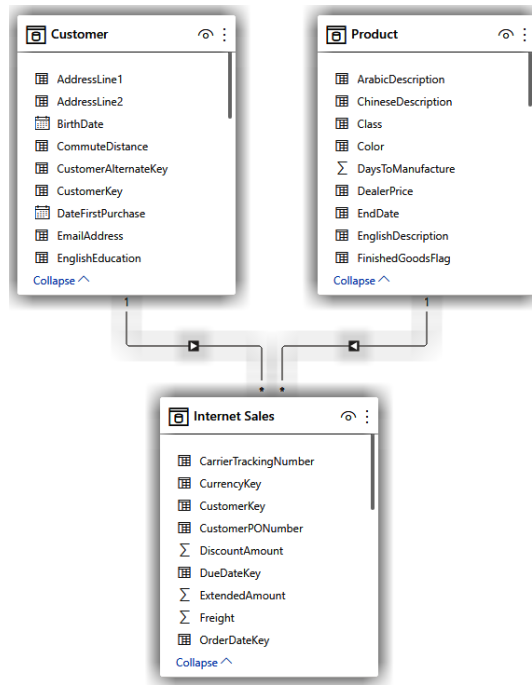 Customer
AddressLine1
AddressLine2
BirthDate
CommuteDistance
CustomerAlternateKey
CustomerKey
DateFirstPurchase
EmailAddress
EnglishEducation
Collapse
Product
ArabicDescription
ChineseDescription
Class
Color
DaysToManufacture
DealerPrice
EndDate
EnglishDescription
FinishedGoodsFlag
Collapse
1
1
*
*
Internet Sales
CarrierTrackingNumber
CurrencyKey
CustomerKey
CustomerPONumber
DiscountAmount
DueDateKey
ExtendedAmount
Freight
OrderDateKey
Collapse